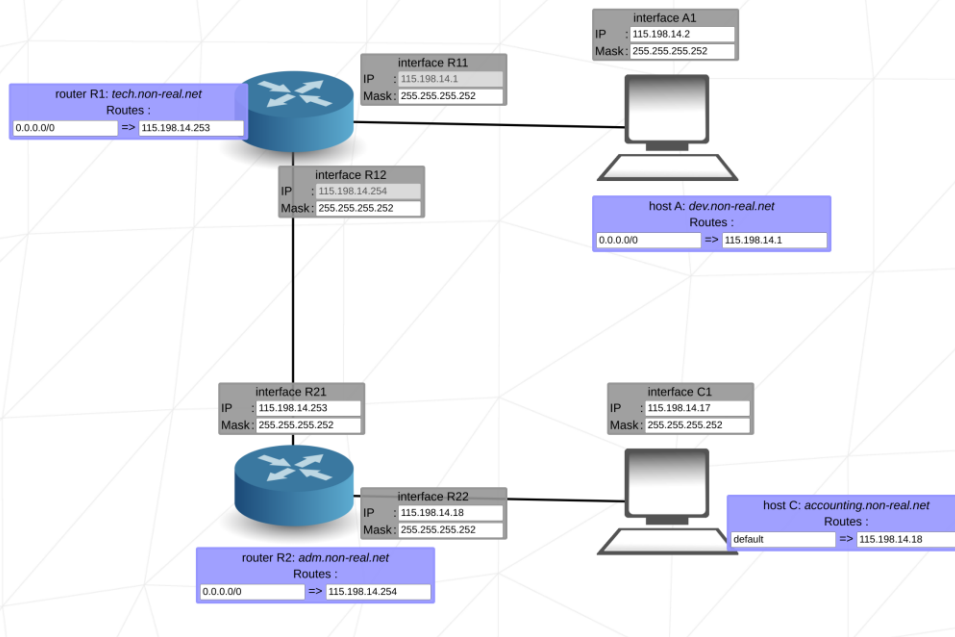 interface A1
IP : 115.198.14.2
Mask: 255.255.255.252
interface R11
IP : 115.198.14.1
Mask: 255.255.255.252
router R1: tech.non-real.net
Routes :
0.0.0.0/0 => 115.198.14.253
interface R12
IP : 115.198.14.254
Mask: 255.255.255.252
host A: dev.non-real.net
Routes :
0.0.0.0/0 => 115.198.14.1
interface R21
IP : 115.198.14.253
Mask: 255.255.255.252
interface C1
IP : 115.198.14.17
Mask: 255.255.255.252
interface R22
IP : 115.198.14.18
Mask: 255.255.255.252
host C: accounting.non-real.net
Routes :
default => 115.198.14.18
router R2: adm.non-real.net
Routes :
0.0.0.0/0 => 115.198.14.254